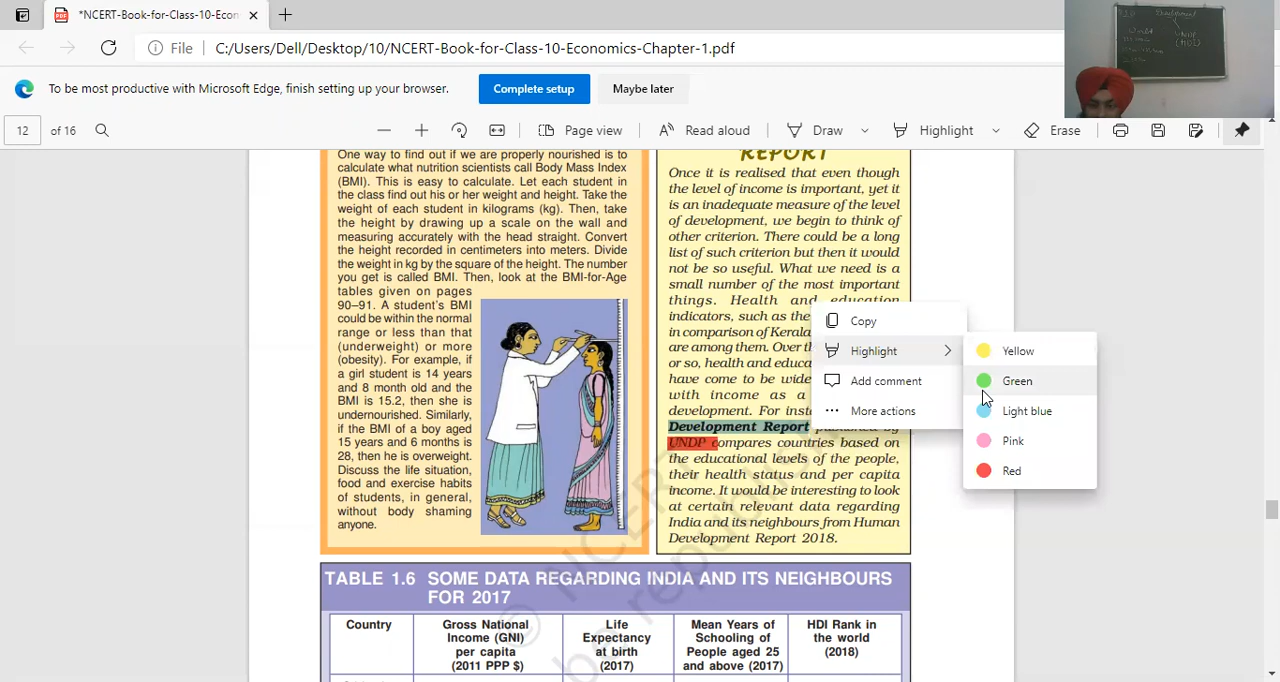 *NCERT-Book-for-Class-10-Econ
File
C:/Users/Dell/Desktop/10/NCERT-Book-for-Class-10-Economics-Chapter-1.pdf
To be most productive with Microsoft Edge, finish setting up your browser.
Complete setup
Maybe later
12 of 16
Page view
Read aloud
Draw
Highlight
Erase
One way to find out if we are properly nourished is to
calculate what nutrition scientists call Body Mass Index
(BMI). This is easy to calculate. Let each student in
the class find out his or her weight and height. Take the
weight of each student in kilograms (kg). Then, take
the height by drawing up a scale on the wall and
measuring accurately with the head straight. Convert
the height recorded in centimeters into meters. Divide
the weight in kg by the square of the height. The number
you get is called BMI. Then, look at the BMI-for-Age
tables given on pages
90–91. A student's BMI
could be within the normal
range or less than that
(underweight) or more
(obesity). For example, if
a girl student is 14 years
and 8 month old and the
BMI is 15.2, then she is
undernourished. Similarly,
if the BMI of a boy aged
15 years and 6 months is
28, then he is overweight.
Discuss the life situation,
food and exercise habits
of students, in general,
without body shaming
anyone.
REPORT
Once it is realised that even though
the level of income is important, yet it
is an inadequate measure of the level
of development, we begin to think of
other criterion. There could be a long
list of such criterion but then it would
not be so useful. What we need is a
small number of the most important
things. Health and education
indicators, such as the
in comparison of Kerala
are among them. Over th
or so, health and educa
have come to be wide
with income as a
development. For inst
Development Report published by
UNDP compares countries based on
the educational levels of the people,
their health status and per capita
income. It would be interesting to look
at certain relevant data regarding
India and its neighbours from Human
Development Report 2018.
Copy
Highlight
Add comment
More actions
Yellow
Green
Light blue
Pink
Red
TABLE 1.6 SOME DATA REGARDING INDIA AND ITS NEIGHBOURS
FOR 2017
Country
Gross National
Income (GNI)
per capita
(2011 PPP $)
Life
Expectancy
at birth
(2017)
Mean Years of
Schooling of
People aged 25
and above (2017)
HDI Rank in
the world
(2018)
© NCERT
be republis
UNDP
(HDI)